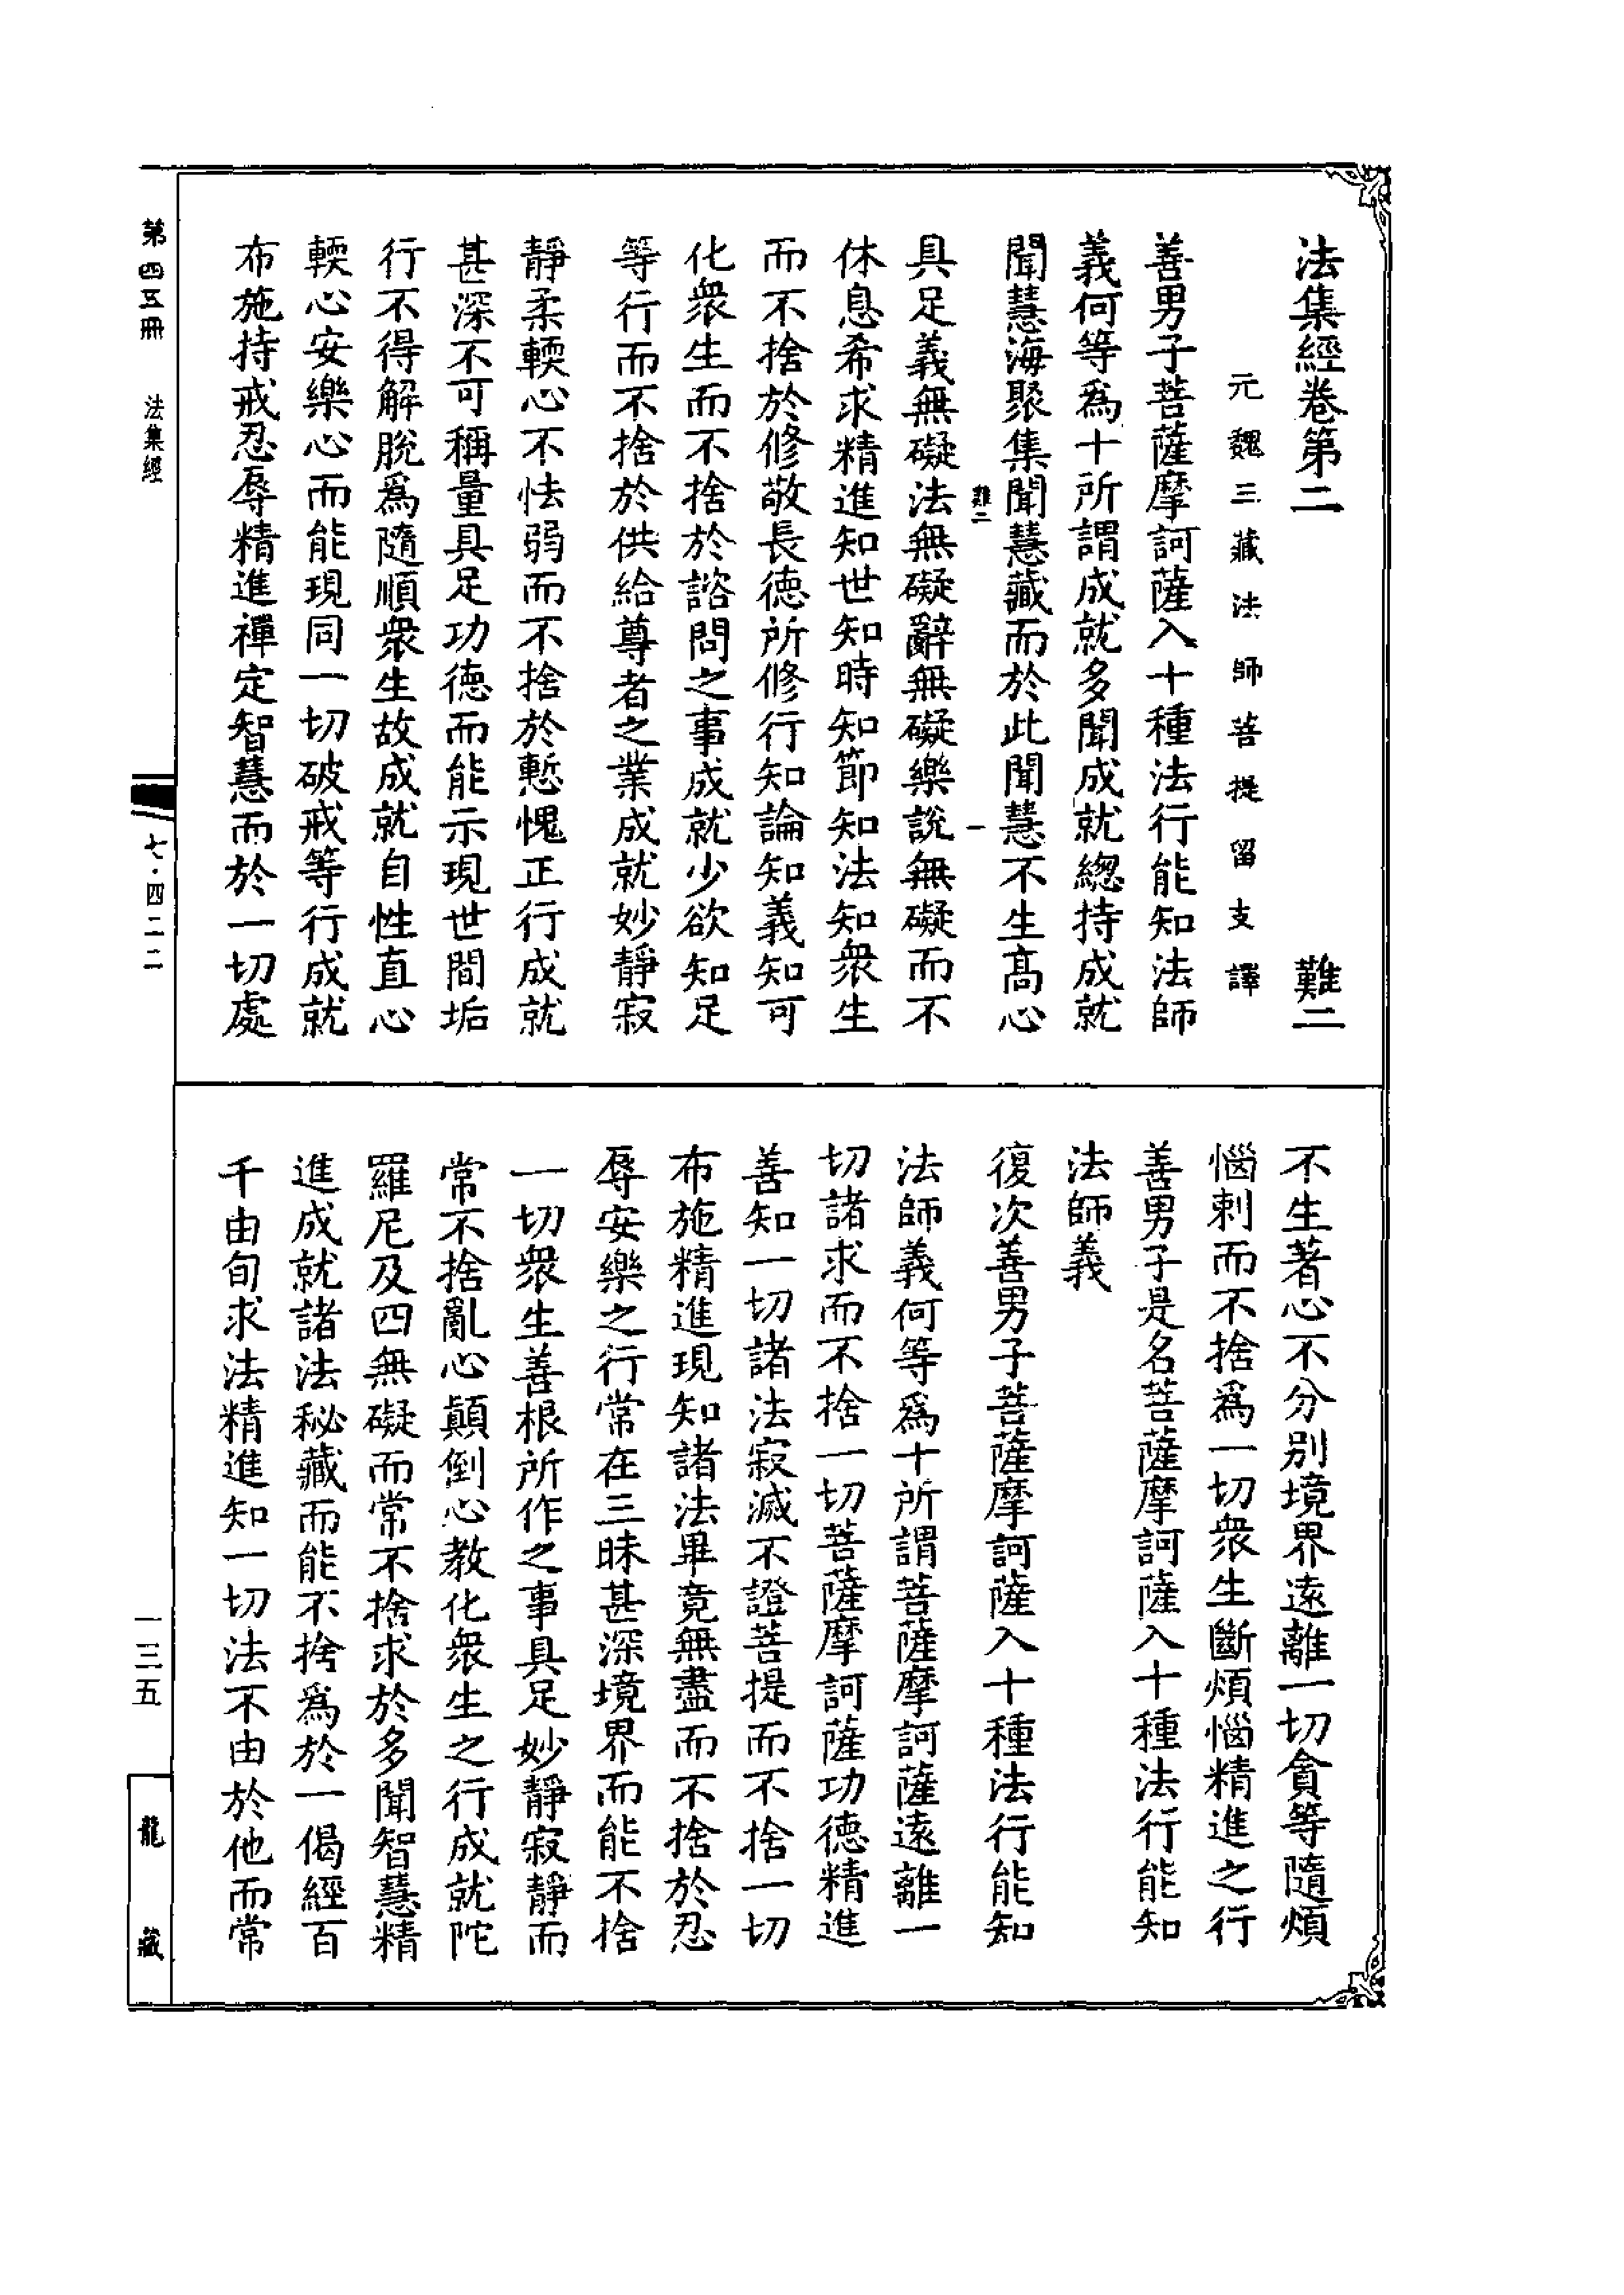 法集經卷第二　難二
元魏三藏法師菩提留支譯
善男子菩薩摩訶薩入十種法行能知法師
義何等爲十所謂成就多聞成就總持成就
聞慧海聚集聞慧藏而於此聞慧不生髙心
難二　一
具足義無礙法無礙辭無礙樂說無礙而不
休息希求精進知世知時知節知法知衆生
而不捨於修敬長德所修行知論知義知可
化衆生而不捨於諮問之事成就少欲知足
等行而不捨於供給尊者之業成就妙靜寂
靜柔輭心不怯弱而不捨於慙愧正行成就
甚深不可稱量具足功德而能示現世間垢
行不得解脫爲隨順衆生故成就自性直心
輭心安樂心而能現同一切破戒等行成就
布施持戒忍辱精進禪定智慧而於一切處
不生著心不分别境界遠離一切貪等隨煩
惱剌而不捨爲一切衆生斷煩惱精進之行
善男子是名菩薩摩訶薩入十種法行能知
法師義
復次善男子菩薩摩訶薩入十種法行能知
法師義何等爲十所謂菩薩摩訶薩遠離一
切諸求而不捨一切菩薩摩訶薩功德精進
善知一切諸法寂滅不證菩提而不捨一切
布施精進現知諸法畢竟無盡而不捨於忍
辱安樂之行常在三昧甚深境界而能不捨
一切衆生善根所作之事具足妙靜寂靜而
常不捨亂心顛倒心教化衆生之行成就陀
羅尼及四無礙而常不捨求於多聞智慧精
進成就諸法秘藏而能不捨爲於一偈經百
千由旬求法精進知一切法不由於他而常
第四五冊　法集經
七·四二二
一三五
龍藏